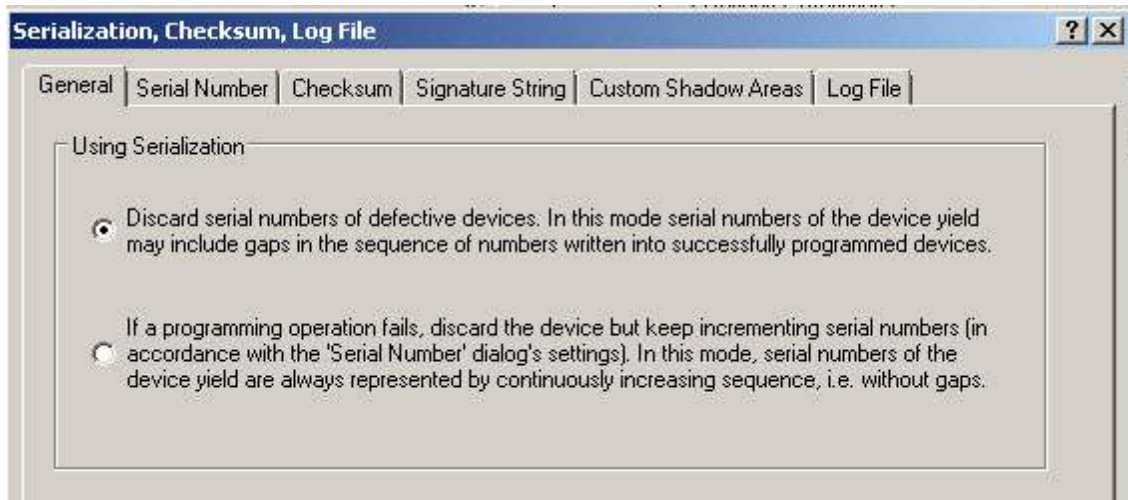 Serialization, Checksum, Log File
General Serial Number Checksum Signature String Custom Shadow Areas Log File
Using Serialization
Discard serial numbers of defective devices. In this mode serial numbers of the device yield
may include gaps in the sequence of numbers written into successfully programmed devices.
If a programming operation fails, discard the device but keep incrementing serial numbers (in
accordance with the 'Serial Number' dialog's settings). In this mode, serial numbers of the
device yield are always represented by continuously increasing sequence, i.e. without gaps.